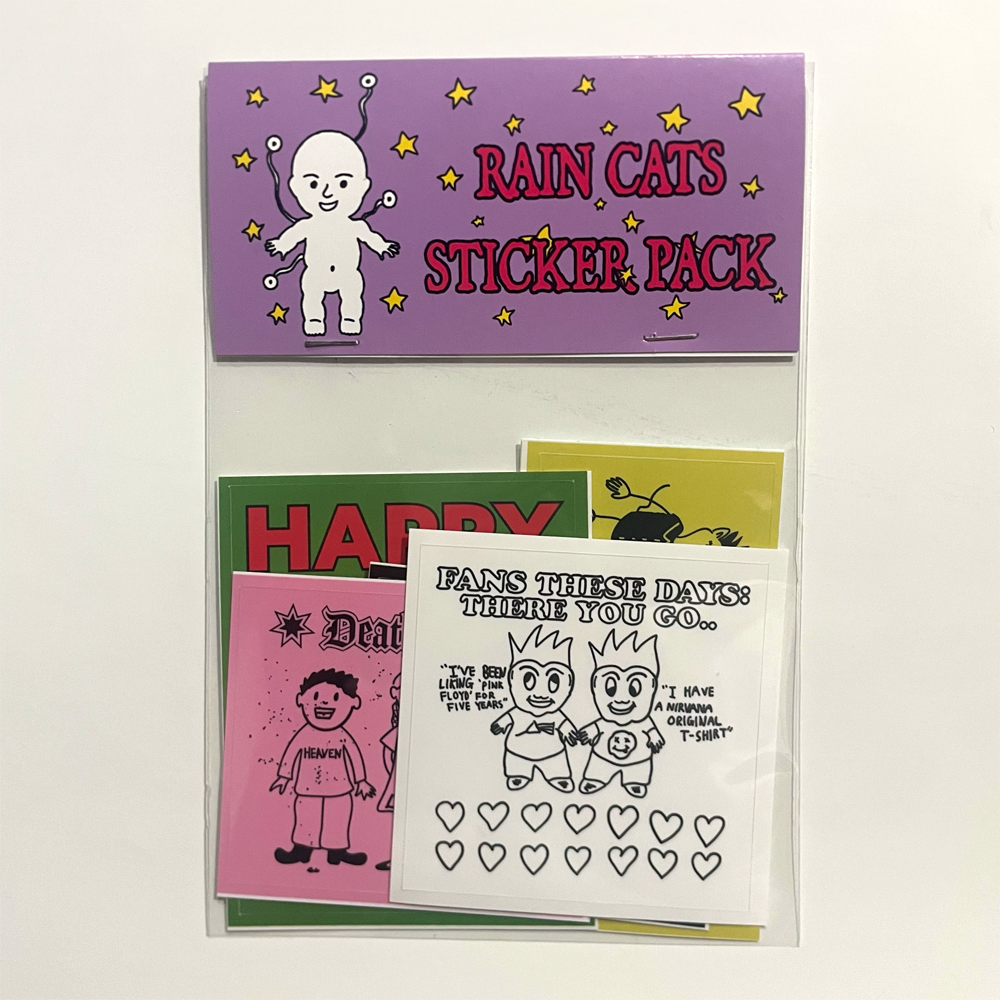 RAIN CATS
STICKER PACK
HAPPY
Deat
HEAVEN
FANS THESE DAYS:
THERE YOU GO..
"I'VE BEEN
LIKING 'PINK
FLOYD' FOR
FIVE YEARS"
"I HAVE
A NIRVANA
ORIGINAL
T-SHIRT"